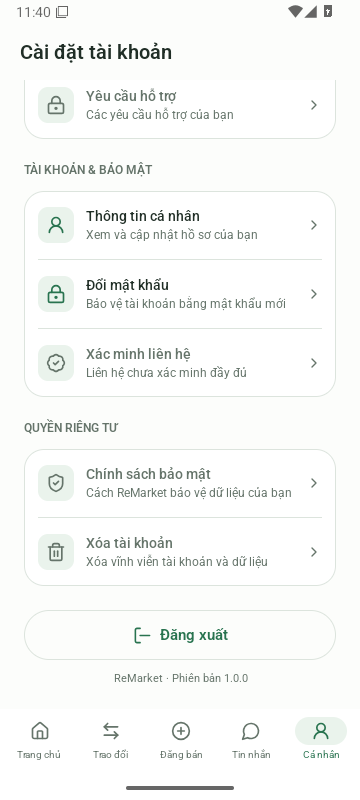 11:40
Cài đặt tài khoản
Yêu cầu hỗ trợ
Các yêu cầu hỗ trợ của bạn
TÀI KHOẢN & BẢO MẬT
Thông tin cá nhân
Xem và cập nhật hồ sơ của bạn
Đổi mật khẩu
Bảo vệ tài khoản bằng mật khẩu mới
Xác minh liên hệ
Liên hệ chưa xác minh đầy đủ
QUYỀN RIÊNG TƯ
Chính sách bảo mật
Cách ReMarket bảo vệ dữ liệu của bạn
Xóa tài khoản
Xóa vĩnh viễn tài khoản và dữ liệu
Đăng xuất
ReMarket · Phiên bản 1.0.0
Trang chủ
Trao đổi
Đăng bán
Tin nhắn
Cá nhân